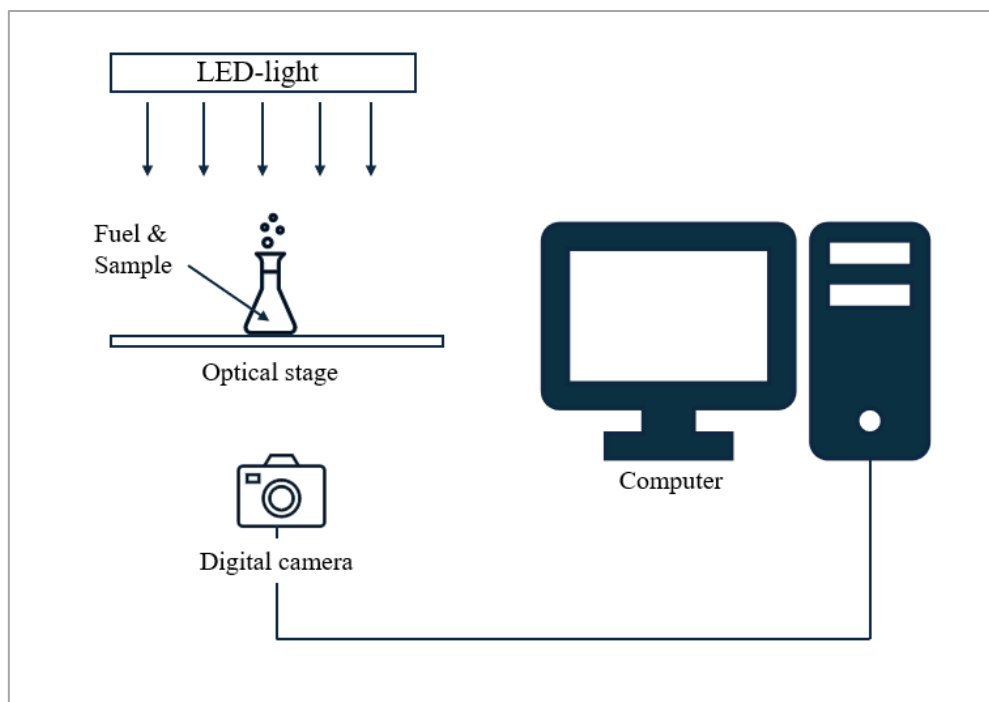 LED-light
Fuel &
Sample
Optical stage
Computer
Digital camera